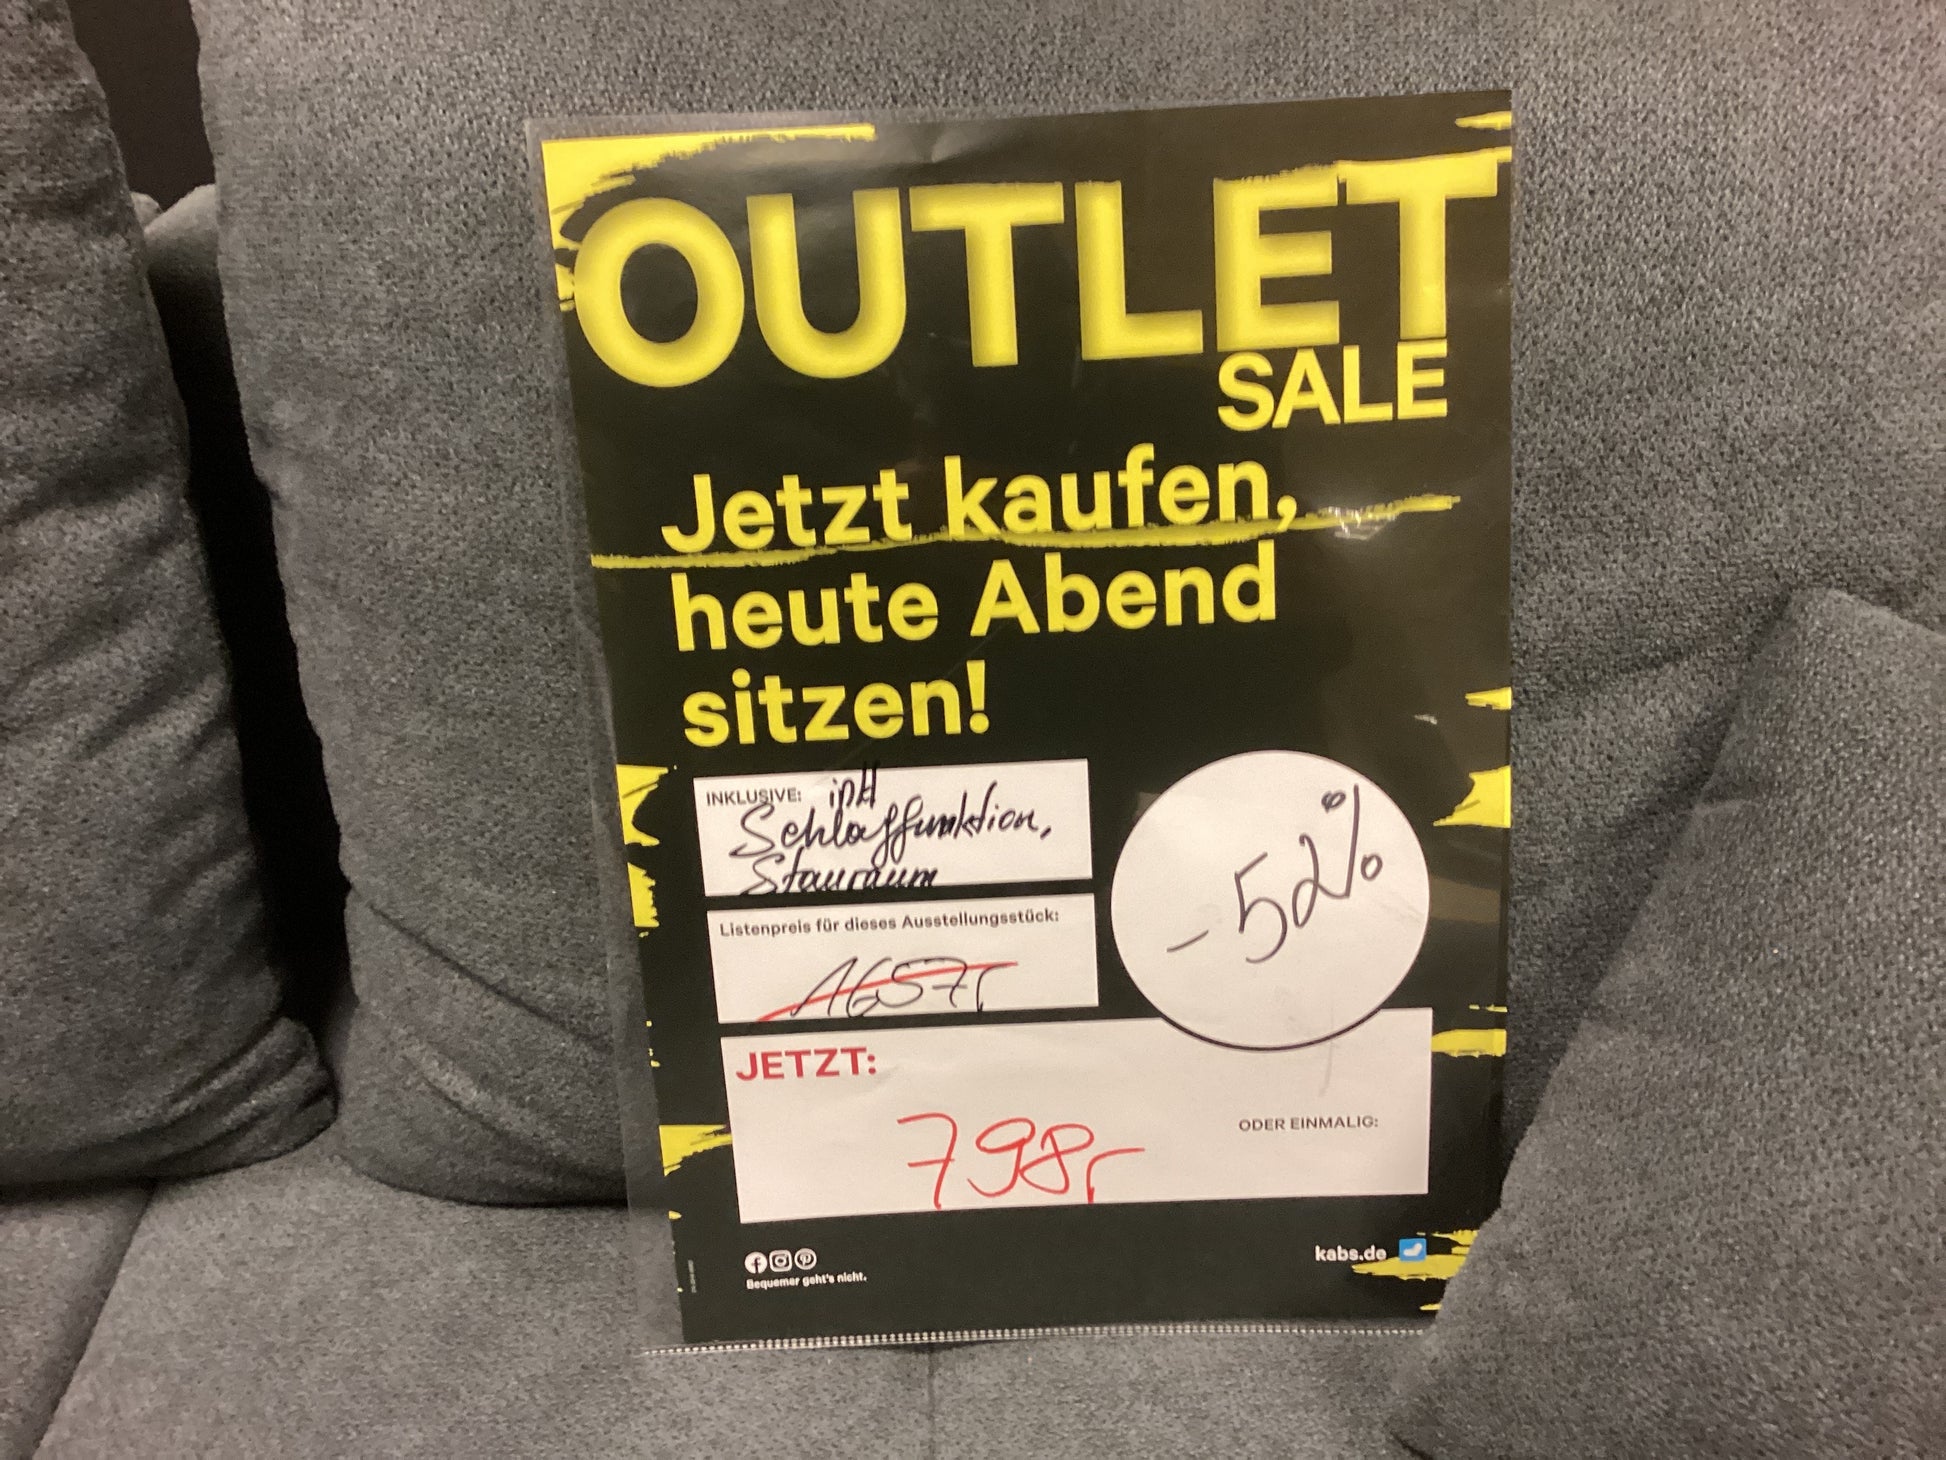 OUTLET
SALE
Jetzt kaufen,
heute Abend
sitzen!
INKLUSIVE:
Schlaffunktion,
Stauraum
-52%
Listenpreis für dieses Ausstellungsstück:
1657,-
JETZT:
798,-
ODER EINMALIG:
kabs.de
Bequemer geht's nicht.